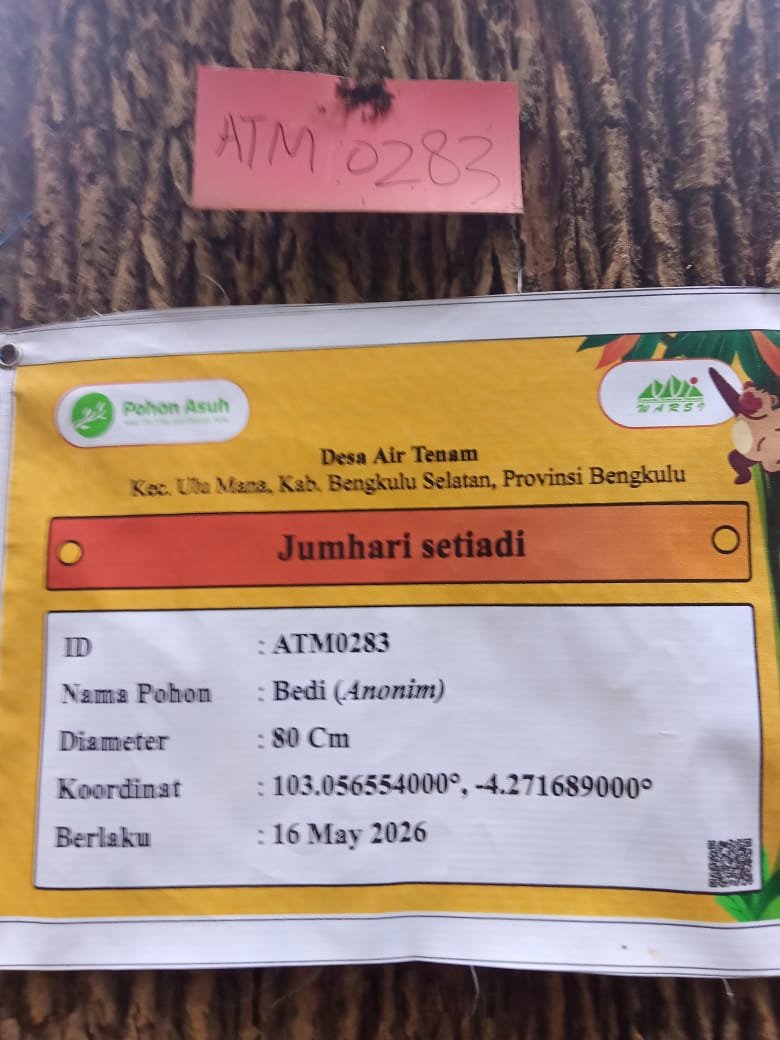 ATM 0283
Pohon Asuh
WARSI
Desa Air Tenam
Kec. Ulu Mana, Kab. Bengkulu Selatan, Provinsi Bengkulu
Jumhari setiadi
ID : ATM0283
Nama Pohon : Bedi (Anonim)
Diameter : 80 Cm
Koordinat : 103.056554000°, -4.271689000°
Berlaku : 16 May 2026